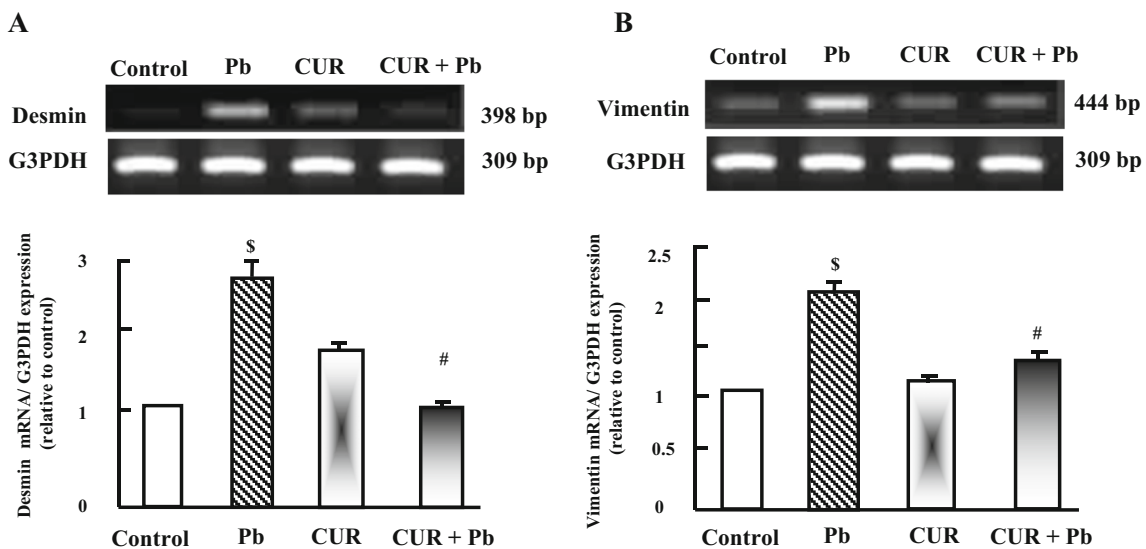 A
Control Pb CUR CUR + Pb
Desmin 398 bp
G3PDH 309 bp
Desmin mRNA/ G3PDH expression
(relative to control)
3
2
1
0
$
#
Control Pb CUR CUR + Pb
B
Control Pb CUR CUR + Pb
Vimentin 444 bp
G3PDH 309 bp
Vimentin mRNA/ G3PDH expression
(relative to control)
2.5
2
1
0.5
0
$
#
Control Pb CUR CUR + Pb